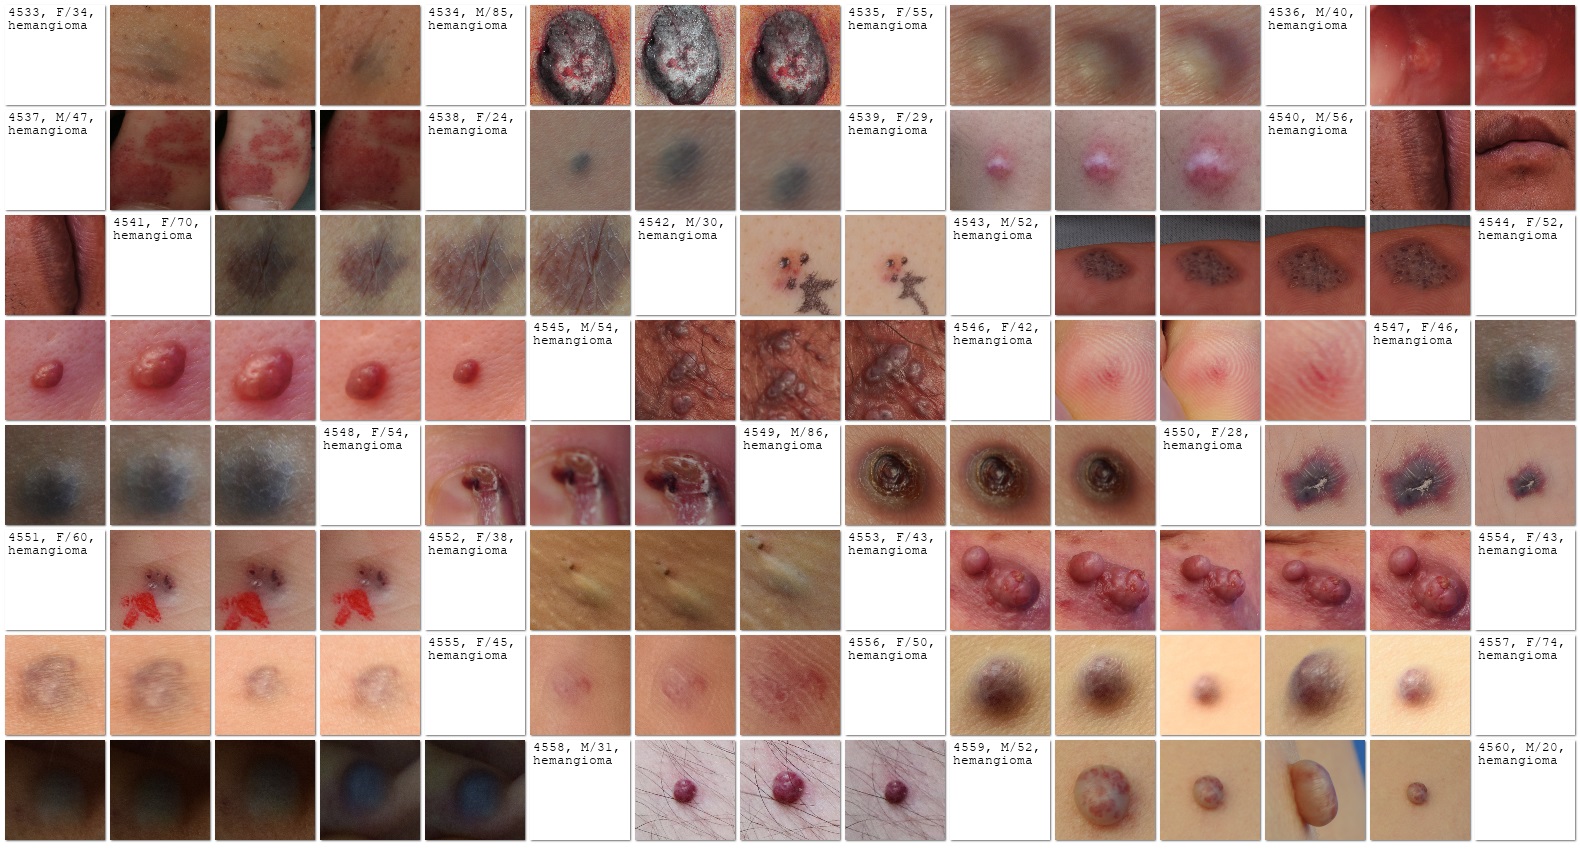 4533, F/34,
hemangioma
4534, M/85,
hemangioma
4535, F/55,
hemangioma
4536, M/40,
hemangioma
4537, M/47,
hemangioma
4538, F/24,
hemangioma
4539, F/29,
hemangioma
4540, M/56,
hemangioma
4541, F/70,
hemangioma
4542, M/30,
hemangioma
4543, M/52,
hemangioma
4544, F/52,
hemangioma
4545, M/54,
hemangioma
4546, F/42,
hemangioma
4547, F/46,
hemangioma
4548, F/54,
hemangioma
4549, M/86,
hemangioma
4550, F/28,
hemangioma
4551, F/60,
hemangioma
4552, F/38,
hemangioma
4553, F/43,
hemangioma
4554, F/43,
hemangioma
4555, F/45,
hemangioma
4556, F/50,
hemangioma
4557, F/74,
hemangioma
4558, M/31,
hemangioma
4559, M/52,
hemangioma
4560, M/20,
hemangioma